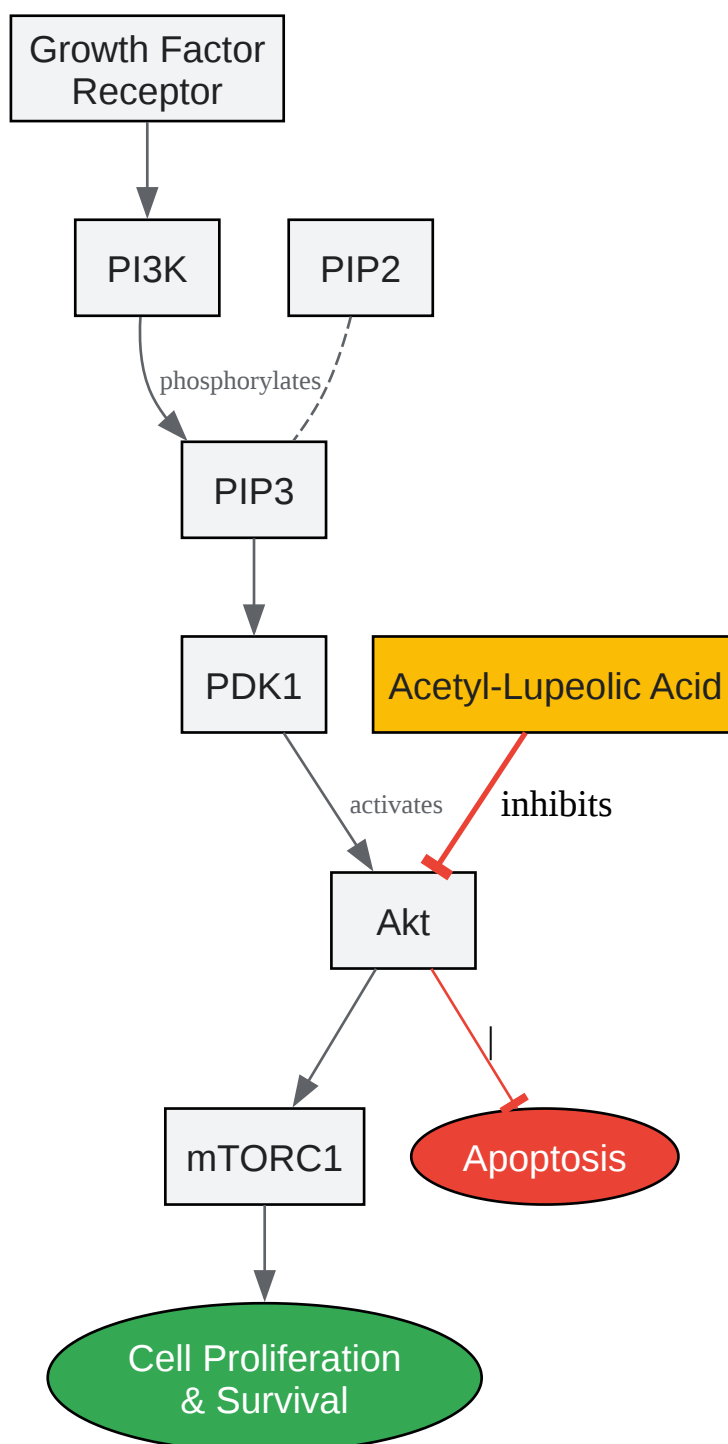 Growth Factor
Receptor
PI3K
PIP2
phosphorylates
PIP3
PDK1
Acetyl-Lupeolic Acid
activates
inhibits
Akt
|
mTORC1
Apoptosis
Cell Proliferation
& Survival